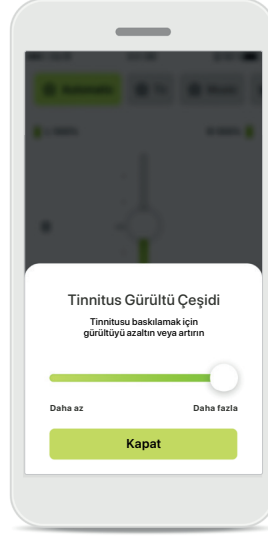 Tinnitus Gürültü Çeşidi
Tinnitusu baskılamak için
gürültüyü azaltın veya artırın
Daha az
Daha fazla
Kapat